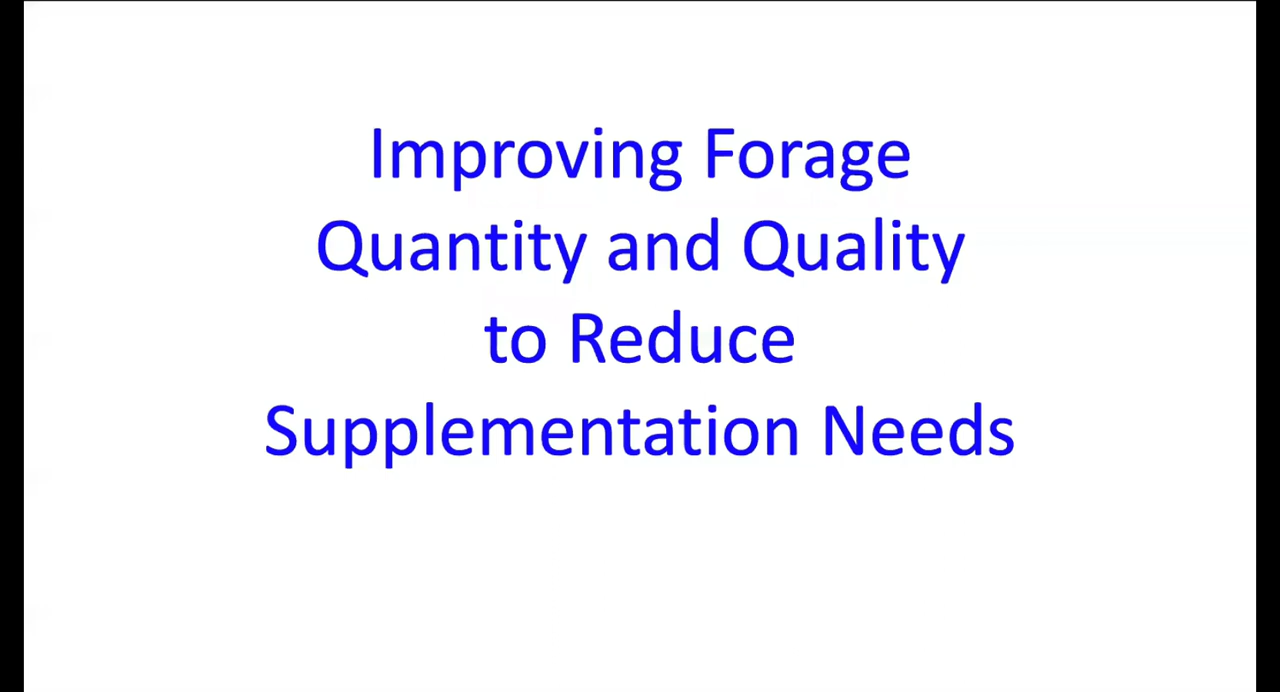 Improving Forage
Quantity and Quality
to Reduce
Supplementation Needs